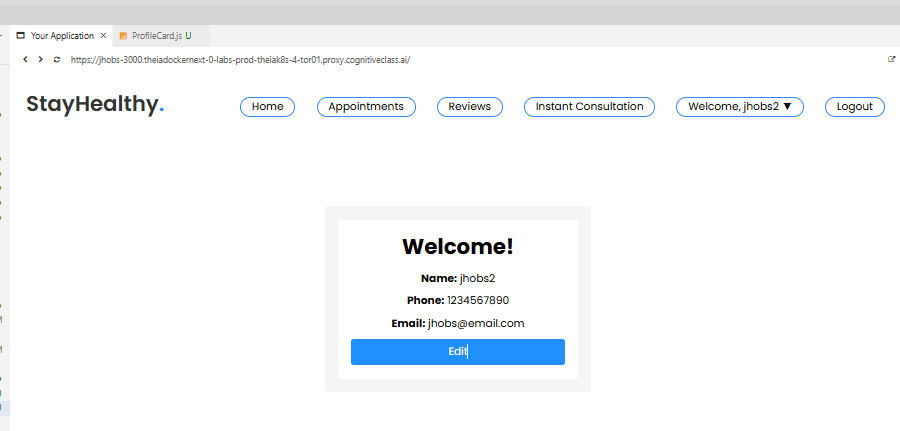 Your Application
ProfileCard.js U
https://jhobs-3000.theiadockernext-0-labs-prod-theiak8s-4-tor01.proxy.cognitiveclass.ai/
StayHealthy.
Home
Appointments
Reviews
Instant Consultation
Welcome, jhobs2 ▼
Logout
Welcome!
Name: jhobs2
Phone: 1234567890
Email: jhobs@email.com
Edit